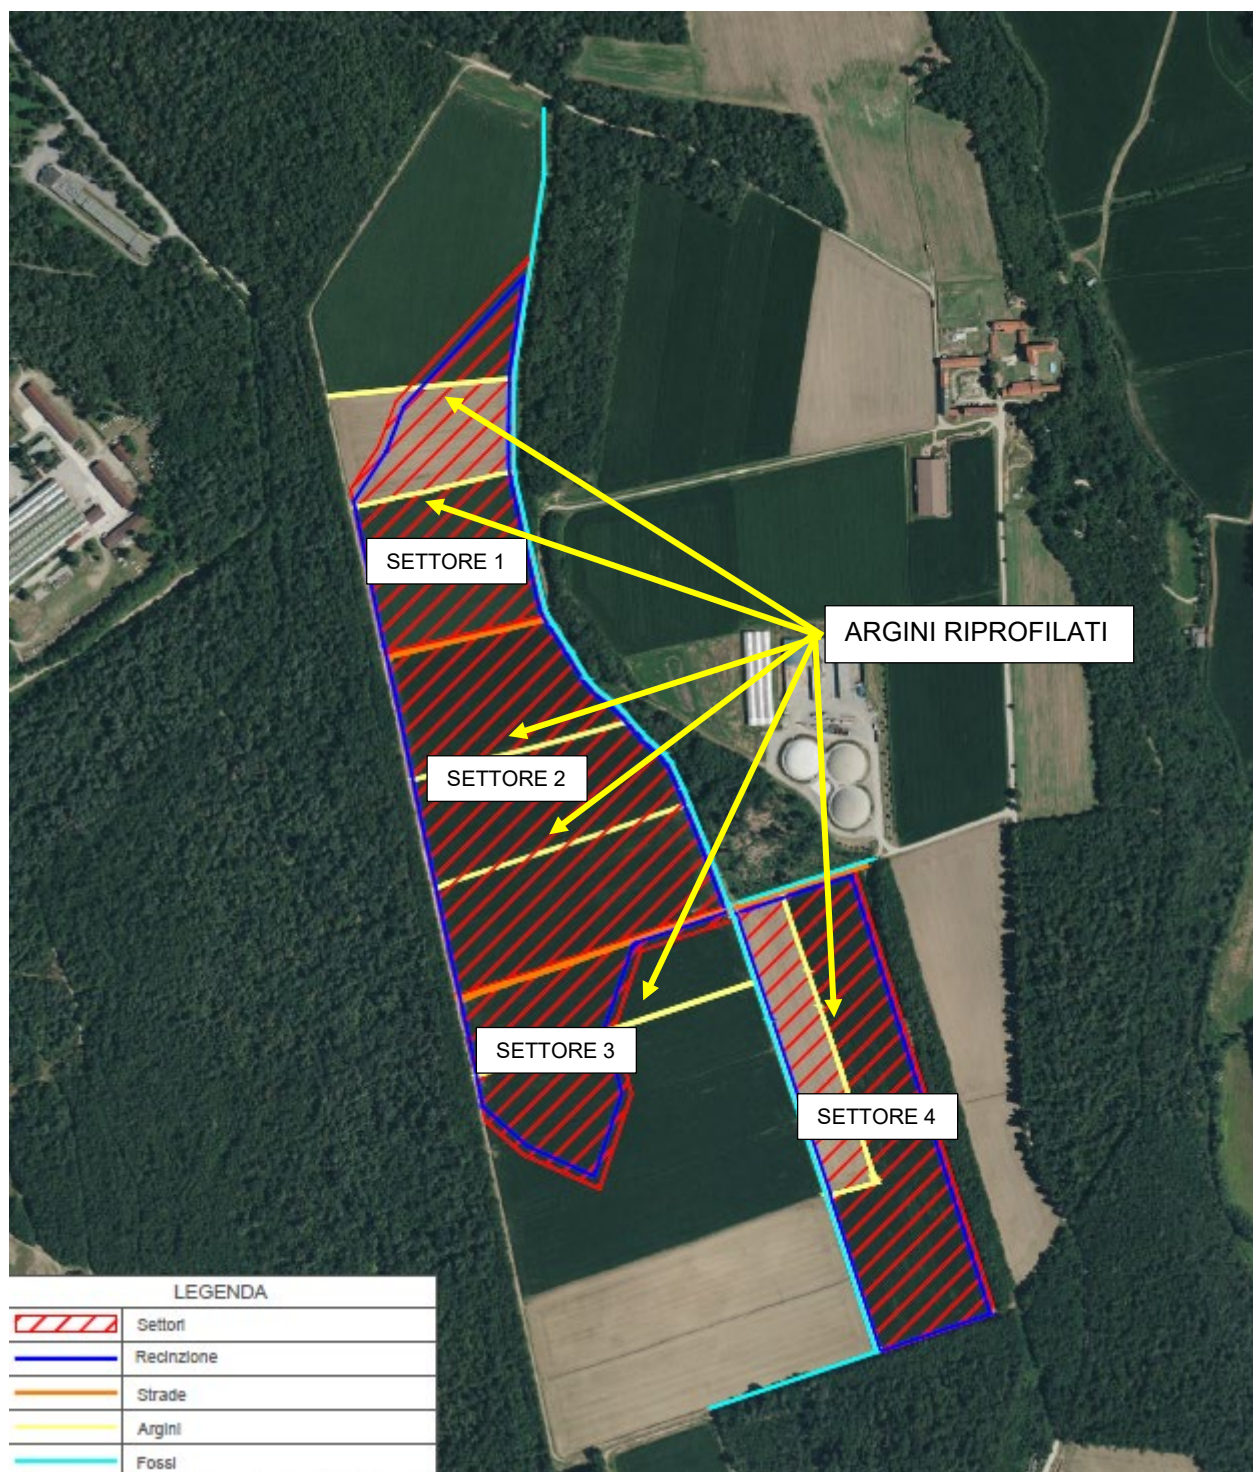 SETTORE 1
ARGINI RIPROFILATI
SETTORE 2
SETTORE 3
SETTORE 4
LEGENDA
Settori
Recinzione
Strade
Argini
Fossi